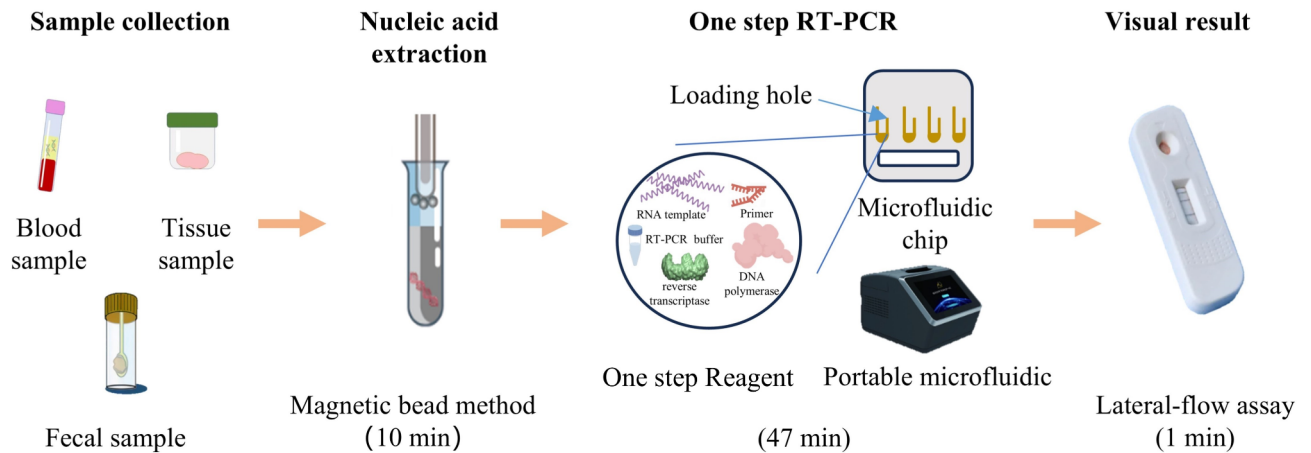 Sample collection
Nucleic acid
extraction
One step RT-PCR
Visual result
Blood
sample
Tissue
sample
Fecal sample
Magnetic bead method
(10 min)
Loading hole
RNA template
Primer
RT-PCR buffer
reverse
transcriptase
DNA
polymerase
One step Reagent
Microfluidic
chip
Portable microfluidic
(47 min)
Lateral-flow assay
(1 min)